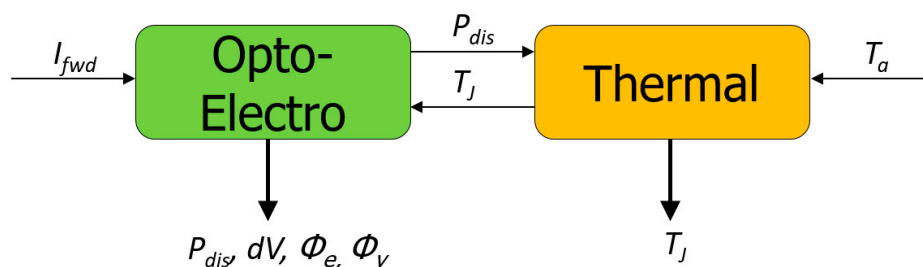 I_fwd
Opto-
Electro
P_dis
T_J
Thermal
T_a
P_dis, dV, Φ_e, Φ_v
T_J